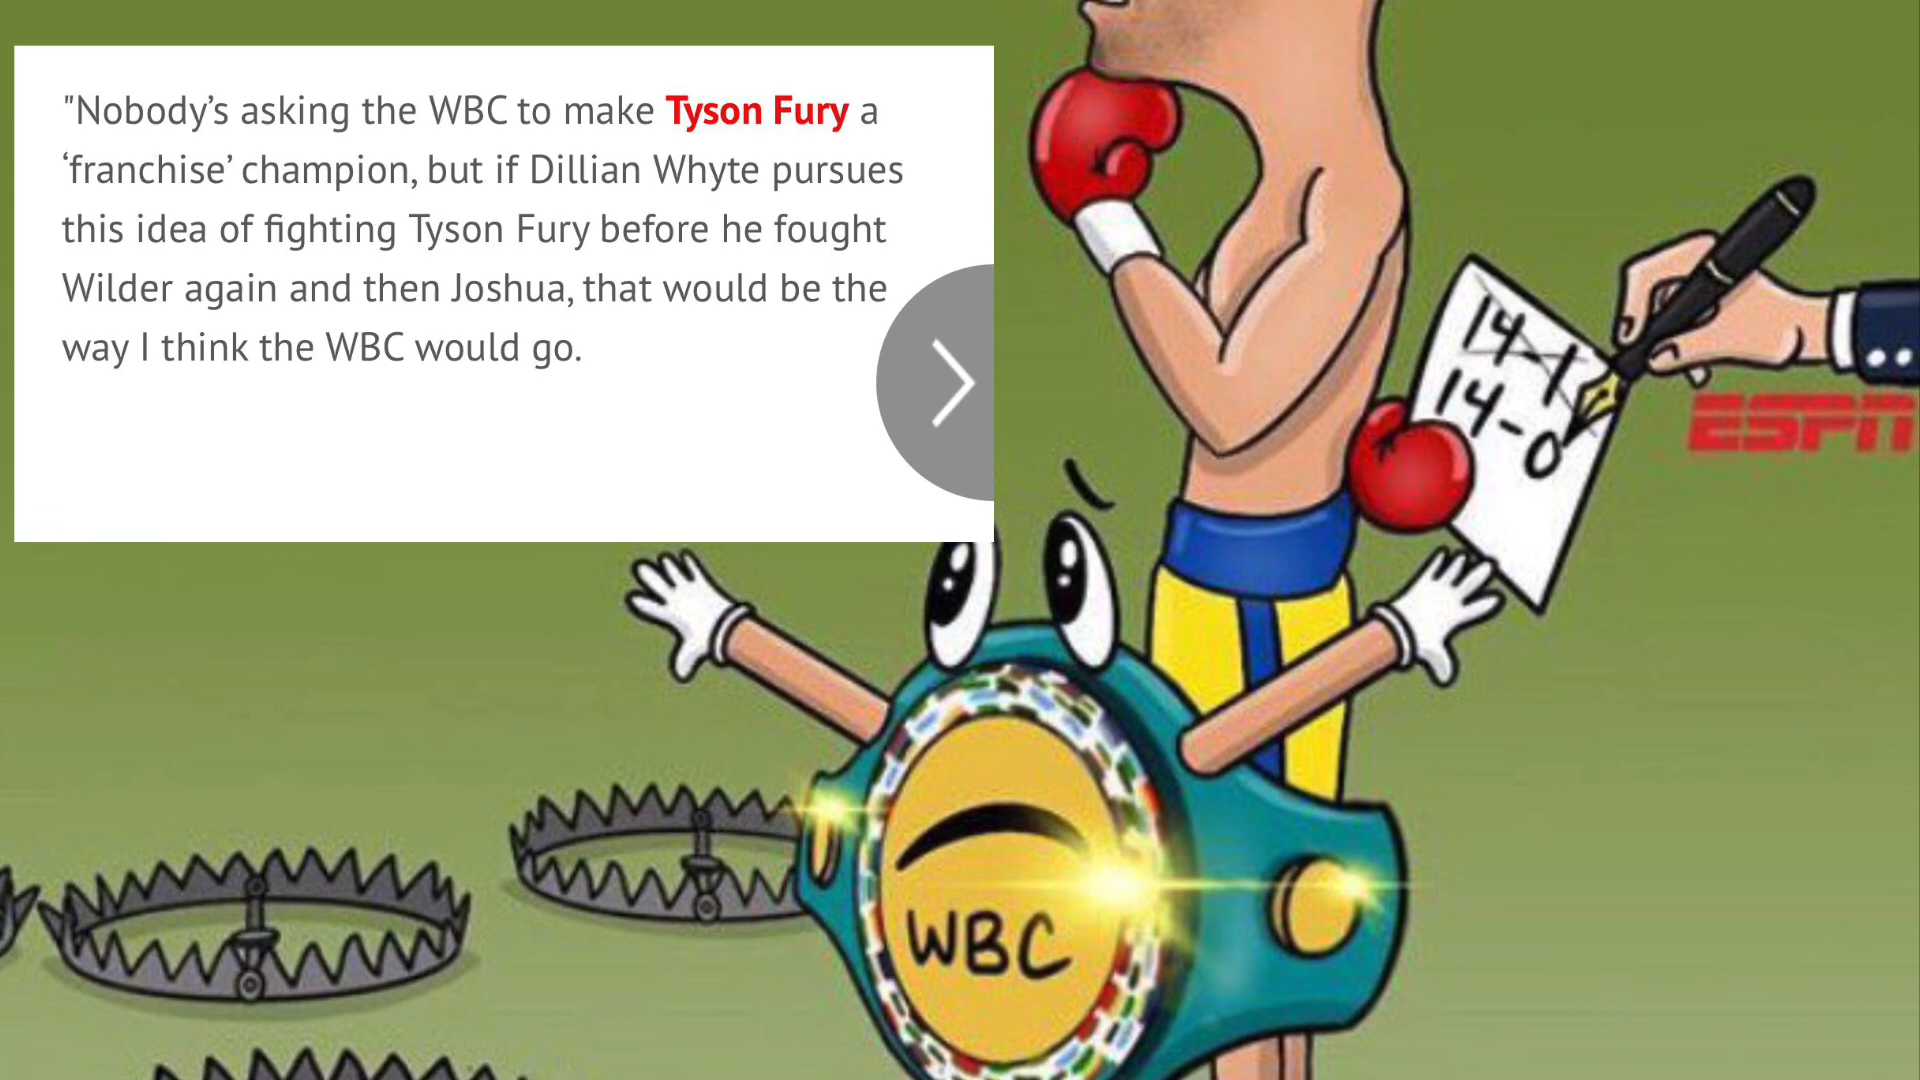 "Nobody’s asking the WBC to make Tyson Fury a
‘franchise’ champion, but if Dillian Whyte pursues
this idea of fighting Tyson Fury before he fought
Wilder again and then Joshua, that would be the
way I think the WBC would go.
14-1
14-0
ESPN
WBC